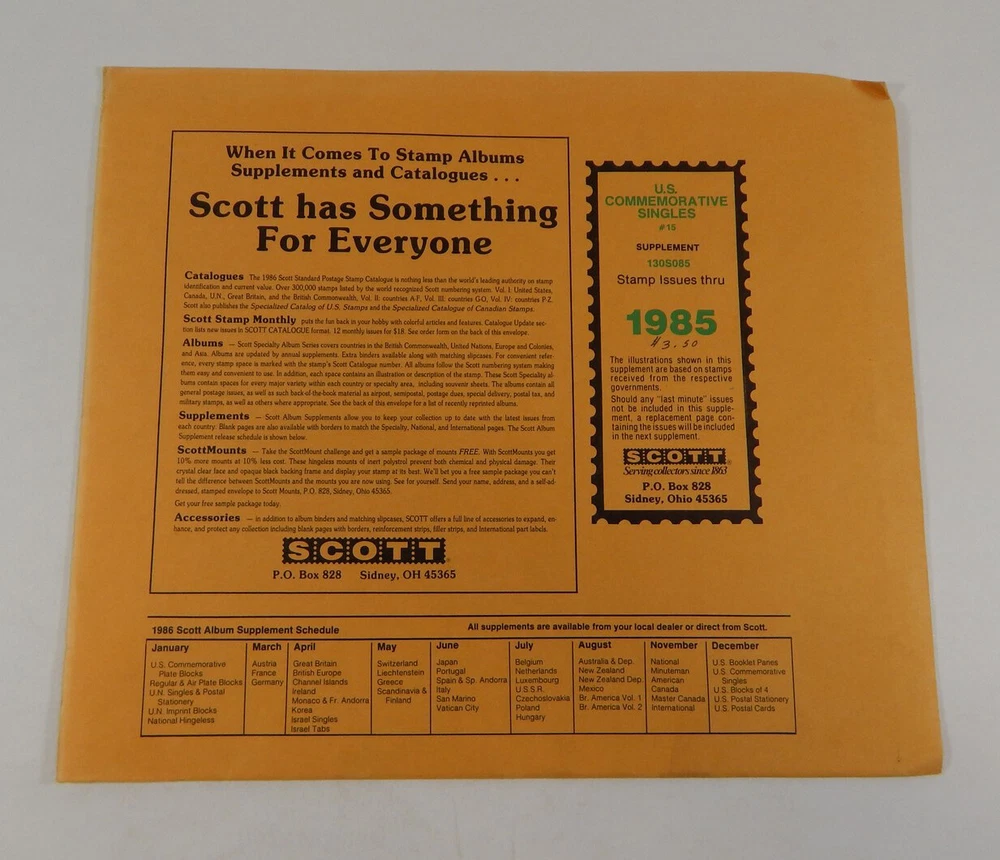 When It Comes To Stamp Albums
Supplements and Catalogues . . .
Scott has Something
For Everyone
Catalogues The 1986 Scott Standard Postage Stamp Catalogue is nothing less than the world's leading authority on stamp
identification and current value. Over 300,000 stamps listed by the world recognized Scott numbering system. Vol. I: United States,
Canada, U.N., Great Britain, and the British Commonwealth, Vol. II: countries A-F, Vol. III: countries G-O, Vol. IV: countries P-Z.
Scott also publishes the Specialized Catalog of U.S. Stamps and the Specialized Catalogue of Canadian Stamps.
Scott Stamp Monthly puts the fun back in your hobby with colorful articles and features. Catalogue Update sec-
tion lists new issues in SCOTT CATALOGUE format. 12 monthly issues for $18. See order form on the back of this envelope.
Albums — Scott Specialty Album Series covers countries in the British Commonwealth, United Nations, Europe and Colonies,
and Asia. Albums are updated by annual supplements. Extra binders available along with matching slipcases. For convenient refer-
ence, every stamp space is marked with the stamp's Scott Catalogue number. All albums follow the Scott numbering system making
them easy and convenient to use. In addition, each space contains an illustration or description of the stamp. These Scott Specialty al-
bums contain spaces for every major variety within each country or specialty area, including souvenir sheets. The albums contain all
general postage issues, as well as such back-of-the-book material as airpost, semipostal, postage dues, special delivery, postal tax, and
military stamps, as well as others where appropriate. See the back of this envelope for a list of recently reprinted albums.
Supplements — Scott Album Supplements allow you to keep your collection up to date with the latest issues from
each country. Blank pages are also available with borders to match the Specialty, National, and International pages. The Scott Album
Supplement release schedule is shown below.
ScottMounts — Take the ScottMount challenge and get a sample package of mounts FREE. With ScottMounts you get
10% more mounts at 10% less cost. These hingeless mounts of inert polystrol prevent both chemical and physical damage. Their
crystal clear face and opaque black backing frame and display your stamp at its best. We'll bet you a free sample package you can't
tell the difference between ScottMounts and the mounts you are now using. See for yourself. Send your name, address, and a self-ad-
dressed, stamped envelope to Scott Mounts, P.O. 828, Sidney, Ohio 45365.
Get your free sample package today.
Accessories — in addition to album binders and matching slipcases, SCOTT offers a full line of accessories to expand, en-
hance, and protect any collection including blank pages with borders, reinforcement strips, filler strips, and International part labels.
SCOTT®
P.O. Box 828 Sidney, OH 45365
U.S.
COMMEMORATIVE
SINGLES
#15
SUPPLEMENT
130S085
Stamp Issues thru
1985
$3.50
The illustrations shown in this
supplement are based on stamps
received from the respective
governments.
Should any "last minute" issues
not be included in this supple-
ment, a replacement page con-
taining the issues will be included
in the next supplement.
SCOTT®
Serving collectors since 1863
P.O. Box 828
Sidney, Ohio 45365
1986 Scott Album Supplement Schedule All supplements are available from your local dealer or direct from Scott.
January
U.S. Commemorative
Plate Blocks
Regular & Air Plate Blocks
U.N. Singles & Postal
Stationery
U.N. Imprint Blocks
National Hingeless
March
Austria
France
Germany
April
Great Britain
British Europe
Channel Islands
Ireland
Monaco & Fr. Andorra
Korea
Israel Singles
Israel Tabs
May
Switzerland
Liechtenstein
Greece
Scandinavia &
Finland
June
Japan
Portugal
Spain & Sp. Andorra
Italy
San Marino
Vatican City
July
Belgium
Netherlands
Luxembourg
U.S.S.R.
Czechoslovakia
Poland
Hungary
August
Australia & Dep.
New Zealand
New Zealand Dep.
Mexico
Br. America Vol. 1
Br. America Vol. 2
November
National
Minuteman
American
Canada
Master Canada
International
December
U.S. Booklet Panes
U.S. Commemorative
Singles
U.S. Blocks of 4
U.S. Postal Stationery
U.S. Postal Cards